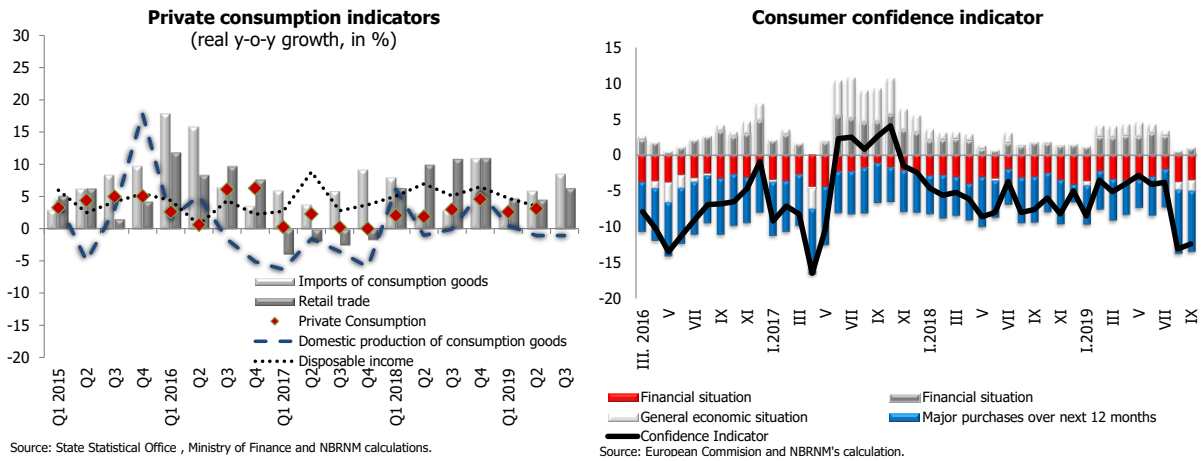 Private consumption indicators
(real y-o-y growth, in %)
30
25
20
15
10
5
0
-5
-10
-15
-20
Imports of consumption goods
Retail trade
Private Consumption
Domestic production of consumption goods
Disposable income
Q1 2015
Q2
Q3
Q4
Q1 2016
Q2
Q3
Q4
Q1 2017
Q2
Q3
Q4
Q1 2018
Q2
Q3
Q4
Q1 2019
Q2
Q3
Source: State Statistical Office , Ministry of Finance and NBRNM calculations.
Consumer confidence indicator
15
10
5
0
-5
-10
-15
-20
III. 2016
V
VII
IX
XI
I.2017
III
V
VII
IX
XI
I.2018
III
V
VII
IX
XI
I.2019
III
V
VII
IX
Financial situation
Financial situation
General economic situation
Major purchases over next 12 months
Confidence Indicator
Source: European Commision and NBRNM's calculation.